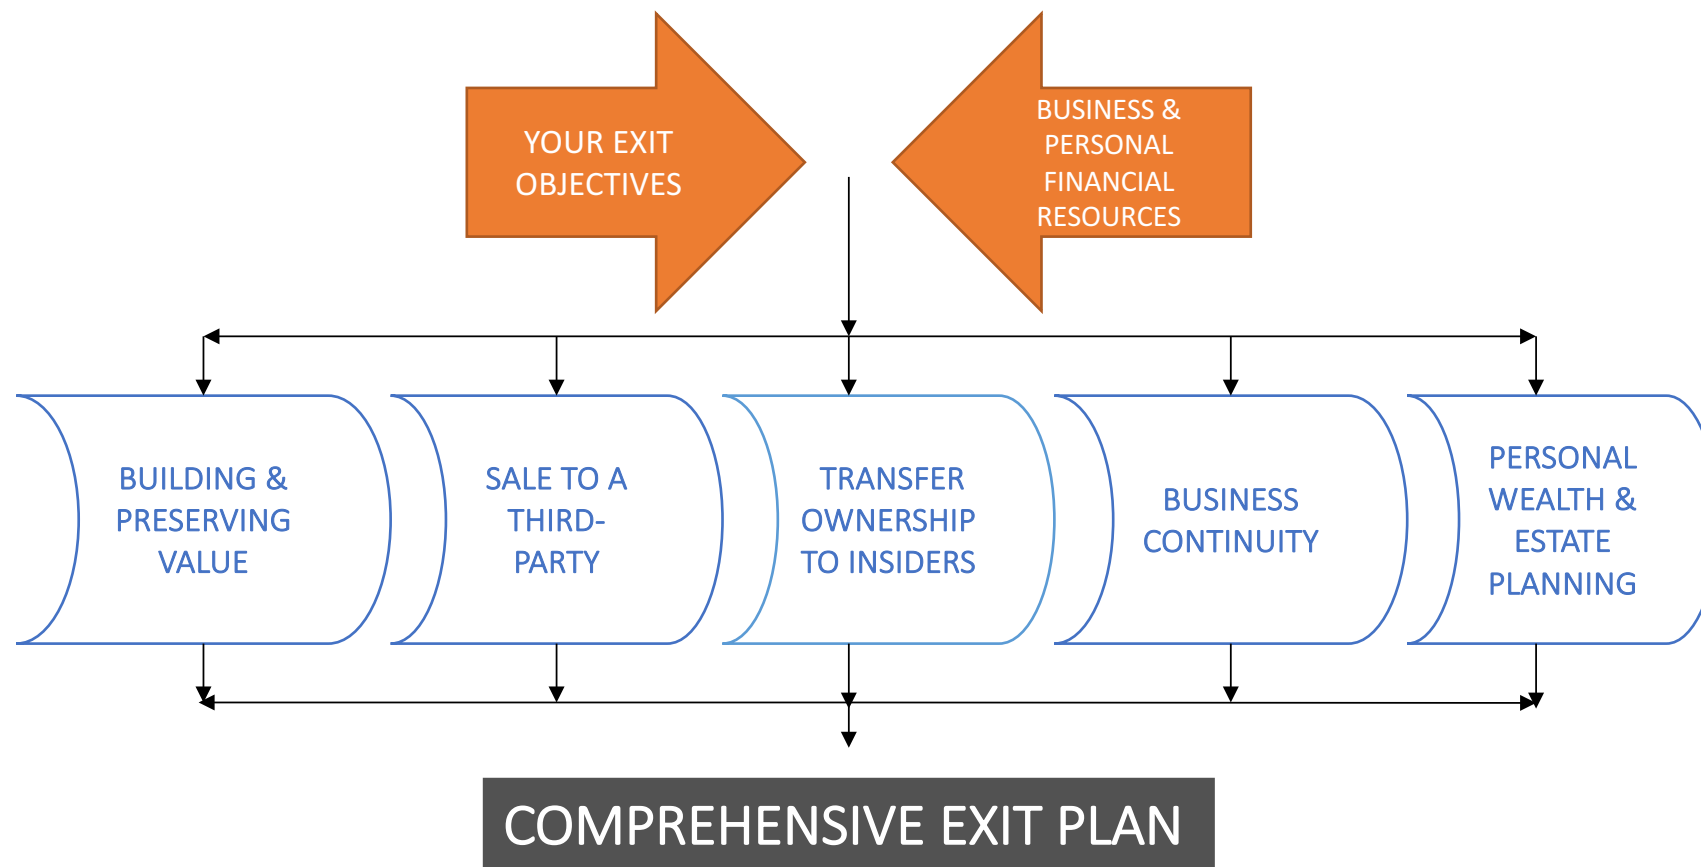 YOUR EXIT
OBJECTIVES
BUSINESS &
PERSONAL
FINANCIAL
RESOURCES
BUILDING &
PRESERVING
VALUE
SALE TO A
THIRD-
PARTY
TRANSFER
OWNERSHIP
TO INSIDERS
BUSINESS
CONTINUITY
PERSONAL
WEALTH &
ESTATE
PLANNING
COMPREHENSIVE EXIT PLAN